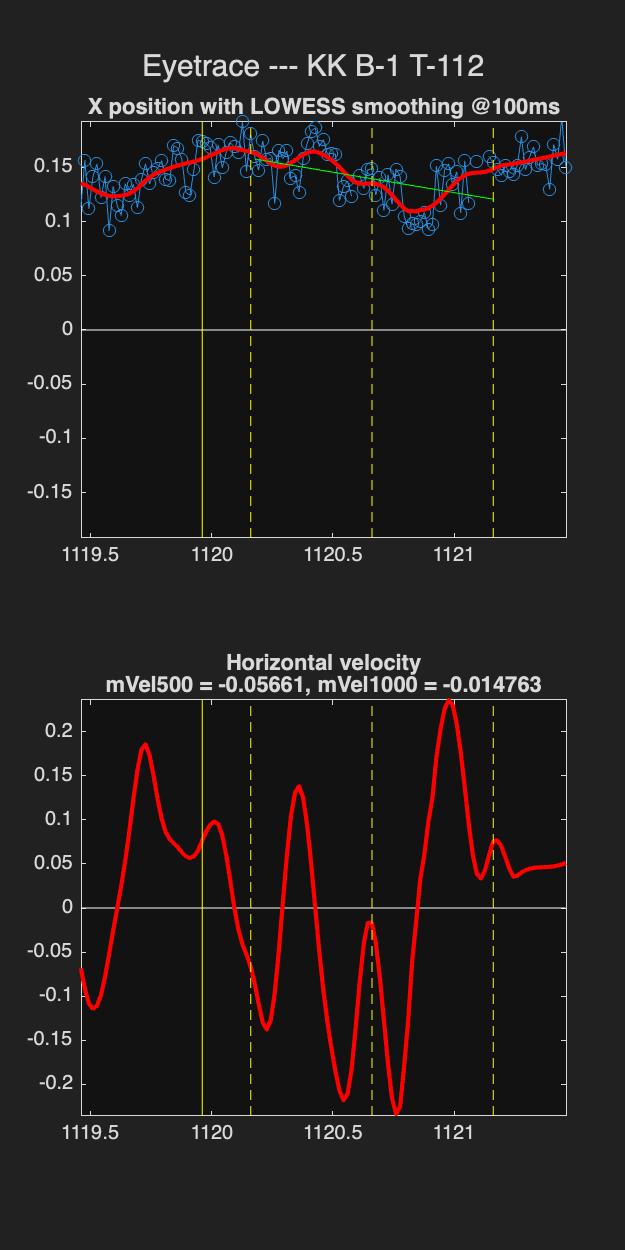 Eyetrace --- KK B-1 T-112
X position with LOWESS smoothing @100ms
0.15
0.1
0.05
0
-0.05
-0.1
-0.15
1119.5 1120 1120.5 1121
Horizontal velocity
mVel500 = -0.05661, mVel1000 = -0.014763
0.2
0.15
0.1
0.05
0
-0.05
-0.1
-0.15
-0.2
1119.5 1120 1120.5 1121